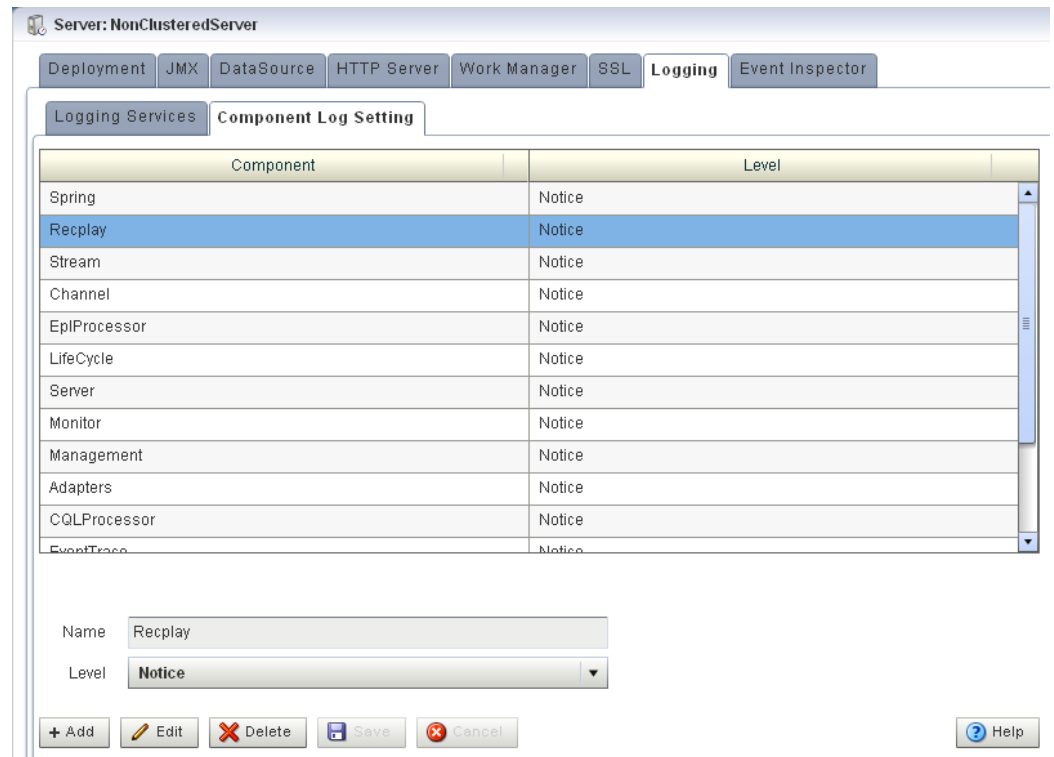 Server: NonClusteredServer
Deployment JMX DataSource HTTP Server Work Manager SSL Logging Event Inspector
Logging Services Component Log Setting
Component Level
Spring Notice
Recplay Notice
Stream Notice
Channel Notice
EplProcessor Notice
LifeCycle Notice
Server Notice
Monitor Notice
Management Notice
Adapters Notice
CQLProcessor Notice
EventTrace Notice
Name Recplay
Level Notice
+ Add Edit Delete Save Cancel Help